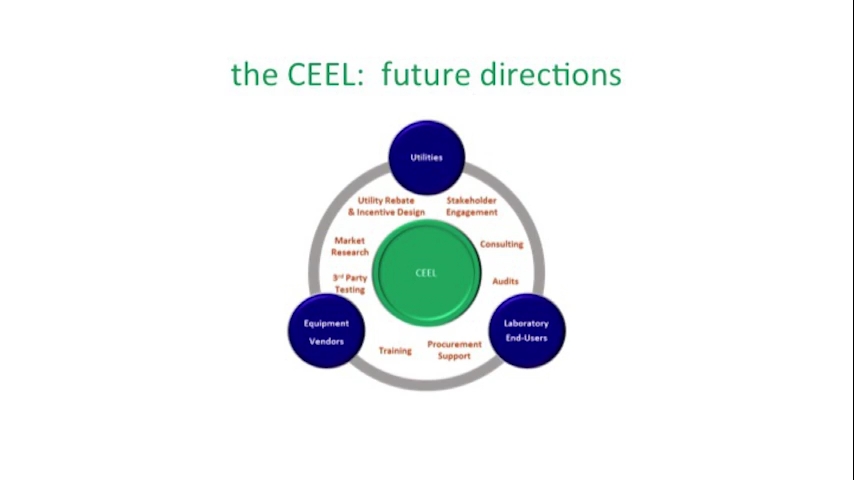 the CEEL:  future directions
Utilities
Utility Rebate
& Incentive Design
Stakeholder
Engagement
Market
Research
Consulting
3rd Party
Testing
CEEL
Audits
Equipment
Vendors
Laboratory
End-Users
Training
Procurement
Support